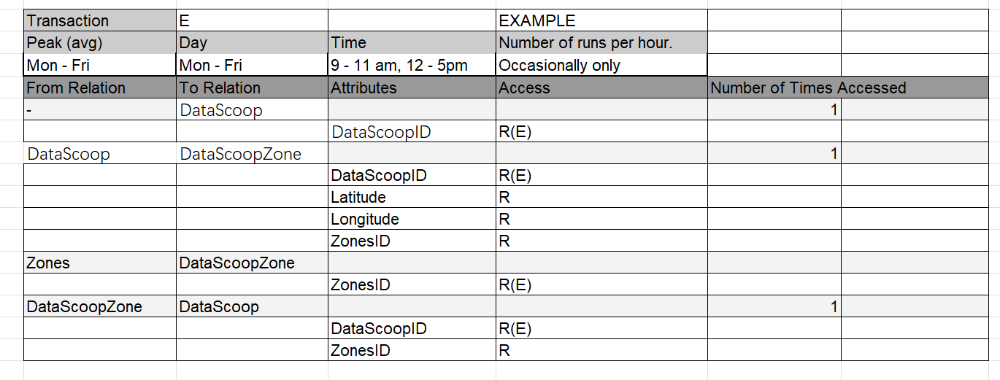 Transaction E EXAMPLE
Peak (avg) Day Time Number of runs per hour.
Mon - Fri Mon - Fri 9 - 11 am, 12 - 5pm Occasionally only
From Relation To Relation Attributes Access Number of Times Accessed
- DataScoop 1
DataScoopID R(E)
DataScoop DataScoopZone 1
DataScoopID R(E)
Latitude R
Longitude R
ZonesID R
Zones DataScoopZone
ZonesID R(E)
DataScoopZone DataScoop 1
DataScoopID R(E)
ZonesID R